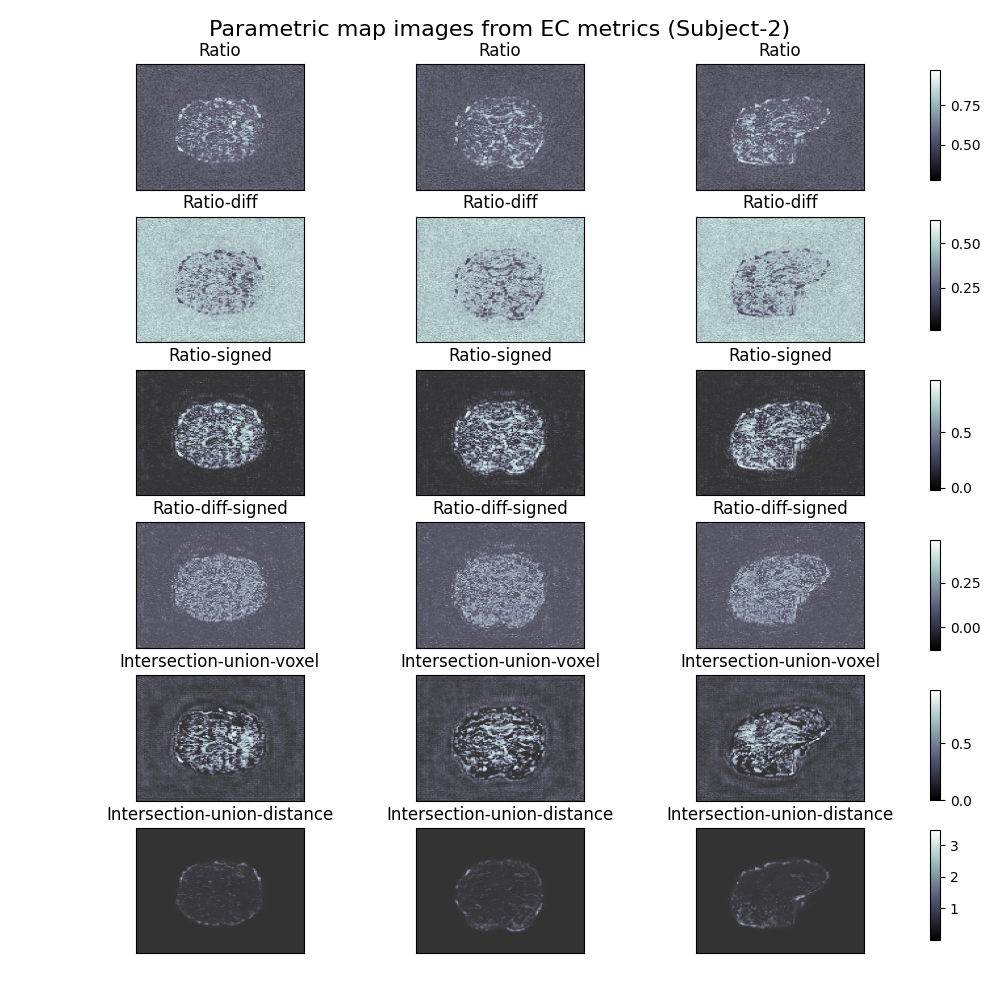 Parametric map images from EC metrics (Subject-2)
Ratio Ratio Ratio
0.75
0.50
Ratio-diff Ratio-diff Ratio-diff
0.50
0.25
Ratio-signed Ratio-signed Ratio-signed
0.5
0.0
Ratio-diff-signed Ratio-diff-signed Ratio-diff-signed
0.25
0.00
Intersection-union-voxel Intersection-union-voxel Intersection-union-voxel
0.5
0.0
Intersection-union-distance Intersection-union-distance Intersection-union-distance
3
2
1